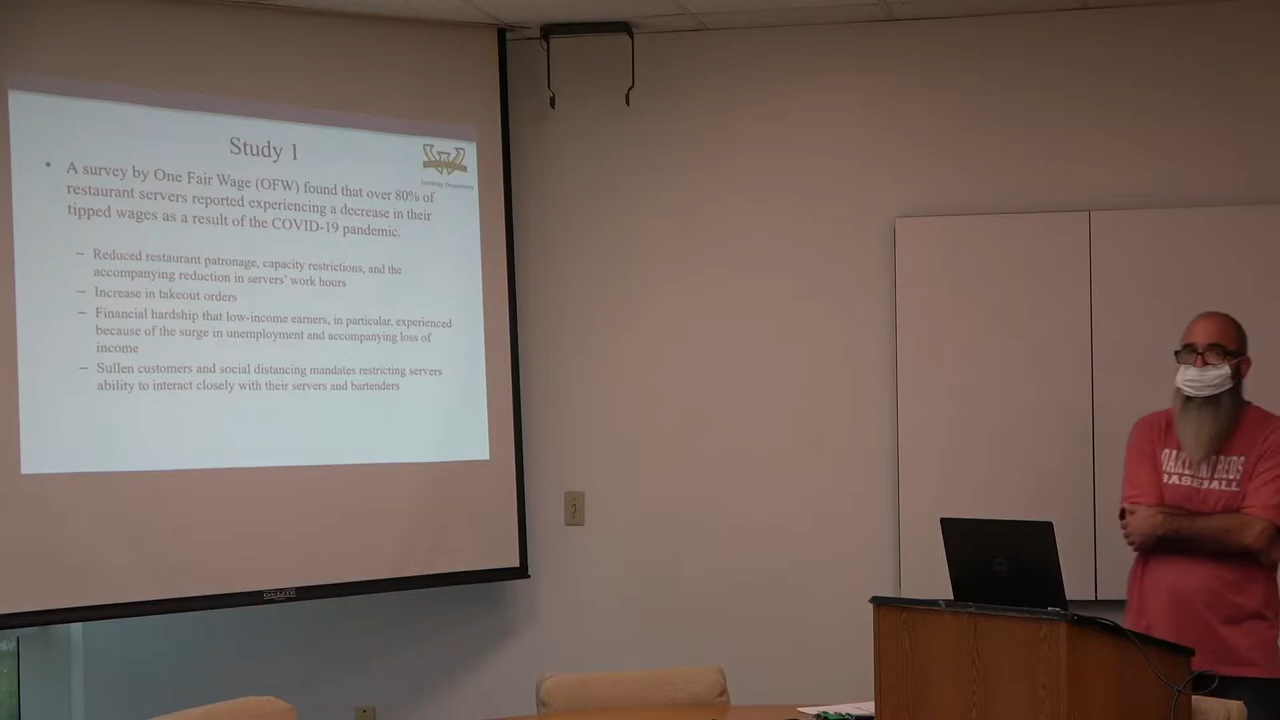 Study 1
• A survey by One Fair Wage (OFW) found that over 80% of
restaurant servers reported experiencing a decrease in their
tipped wages as a result of the COVID-19 pandemic.
– Reduced restaurant patronage, capacity restrictions, and the
accompanying reduction in servers' work hours
– Increase in takeout orders
– Financial hardship that low-income earners, in particular, experienced
because of the surge in unemployment and accompanying loss of
income
– Sullen customers and social distancing mandates restricting servers
ability to interact closely with their servers and bartenders
W
Sociology Department
DA-LITE
OAKLAND REDS
BASEBALL